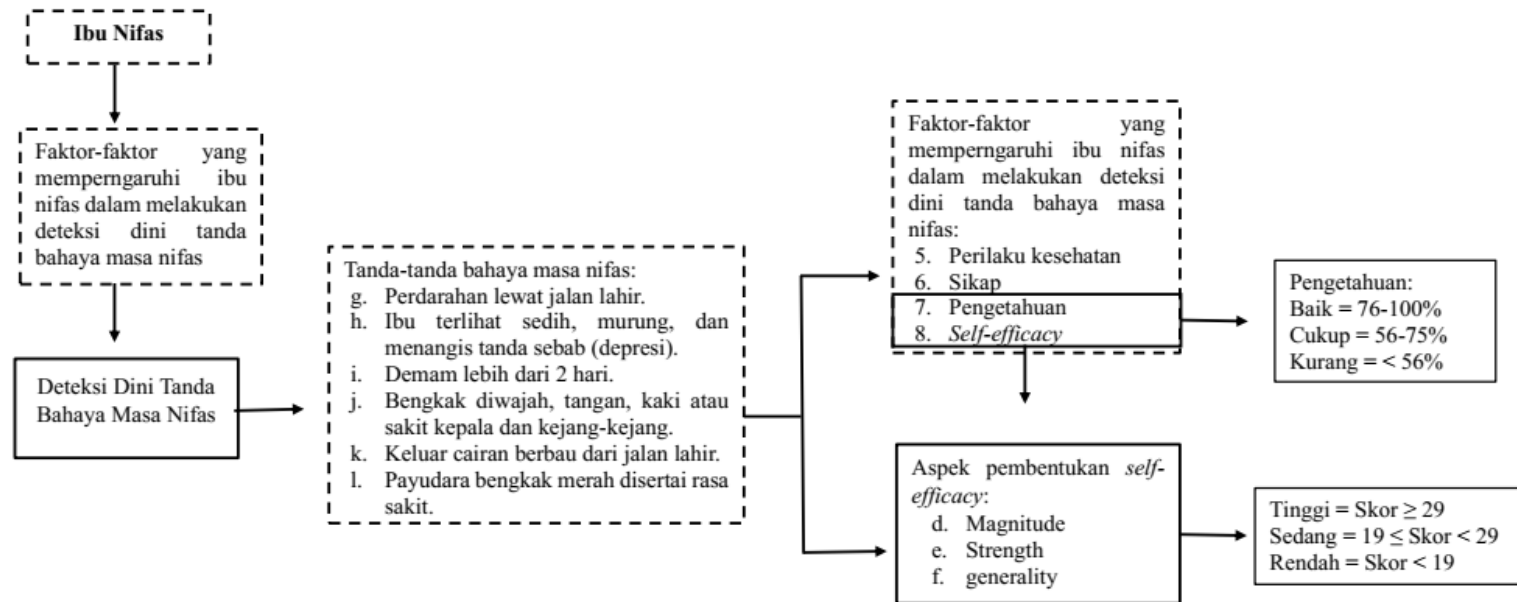 Ibu Nifas
Faktor-faktor yang
memperngaruhi ibu
nifas dalam melakukan
deteksi dini tanda
bahaya masa nifas
Deteksi Dini Tanda
Bahaya Masa Nifas
Tanda-tanda bahaya masa nifas:
g. Perdarahan lewat jalan lahir.
h. Ibu terlihat sedih, murung, dan
menangis tanda sebab (depresi).
i. Demam lebih dari 2 hari.
j. Bengkak diwajah, tangan, kaki atau
sakit kepala dan kejang-kejang.
k. Keluar cairan berbau dari jalan lahir.
l. Payudara bengkak merah disertai rasa
sakit.
Faktor-faktor yang
memperngaruhi ibu nifas
dalam melakukan deteksi
dini tanda bahaya masa
nifas:
5. Perilaku kesehatan
6. Sikap
7. Pengetahuan
8. Self-efficacy
Pengetahuan:
Baik = 76-100%
Cukup = 56-75%
Kurang = < 56%
Aspek pembentukan self-
efficacy:
d. Magnitude
e. Strength
f. generality
Tinggi = Skor ≥ 29
Sedang = 19 ≤ Skor < 29
Rendah = Skor < 19